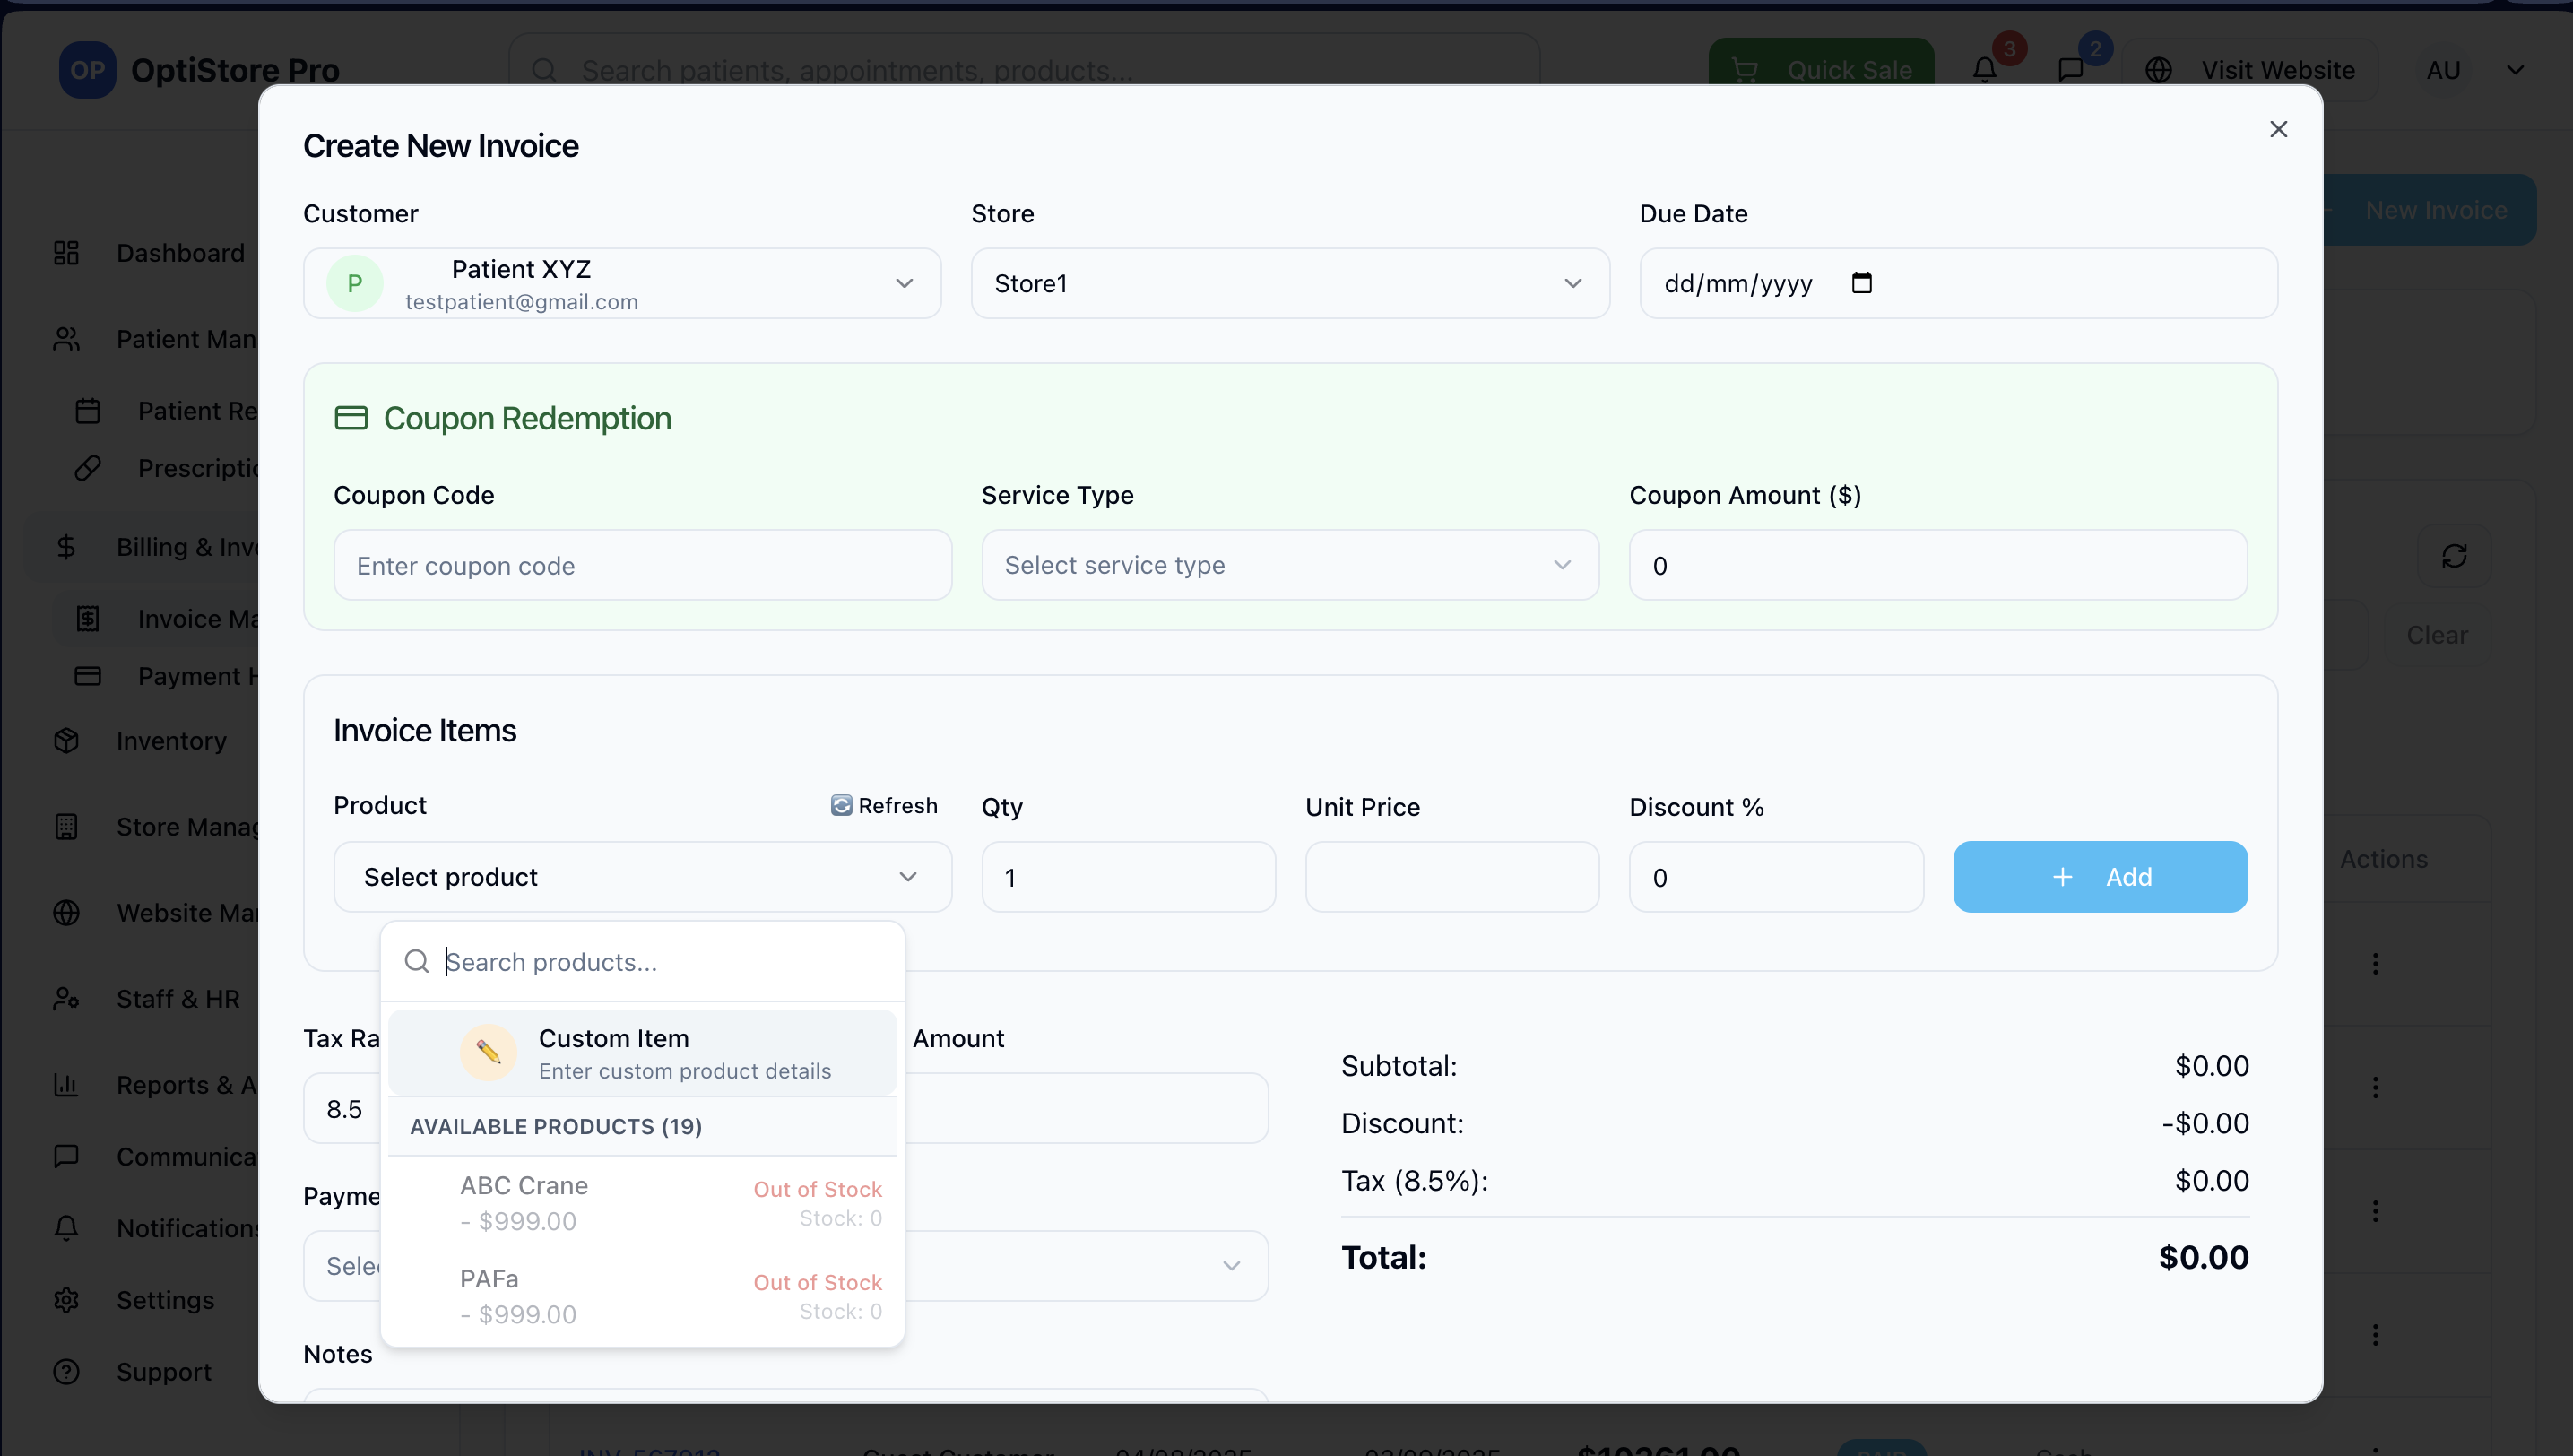 OP OptiStore Pro
Search patients, appointments, products...
Quick Sale
3
2
Visit Website
AU
New Invoice
Dashboard
Patient Man
Patient Re
Prescriptio
Billing & Inv
Invoice Ma
Payment H
Inventory
Store Manag
Website Ma
Staff & HR
Reports & A
Communica
Notifications
Settings
Support
Clear
Actions
Create New Invoice
Customer
Store
Due Date
P
Patient XYZ
testpatient@gmail.com
Store1
dd/mm/yyyy
Coupon Redemption
Coupon Code
Service Type
Coupon Amount ($)
Enter coupon code
Select service type
0
Invoice Items
Product
Refresh
Qty
Unit Price
Discount %
Select product
1
0
Add
Search products...
Custom Item
Enter custom product details
AVAILABLE PRODUCTS (19)
ABC Crane
- $999.00
Out of Stock
Stock: 0
PAFa
- $999.00
Out of Stock
Stock: 0
Tax Ra
Amount
8.5
Payme
Selec
Notes
Subtotal: $0.00
Discount: -$0.00
Tax (8.5%): $0.00
Total: $0.00
Guest Customer